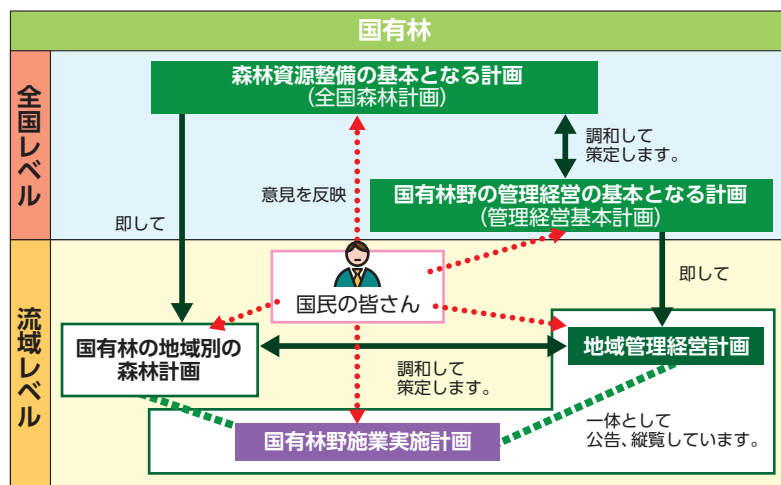 国有林
全国レベル
森林資源整備の基本となる計画
（全国森林計画）
調和して
策定します。
意見を反映
国有林野の管理経営の基本となる計画
（管理経営基本計画）
即して
即して
流域レベル
国民の皆さん
国有林の地域別の
森林計画
地域管理経営計画
調和して
策定します。
一体として
公告、縦覧しています。
国有林野施業実施計画